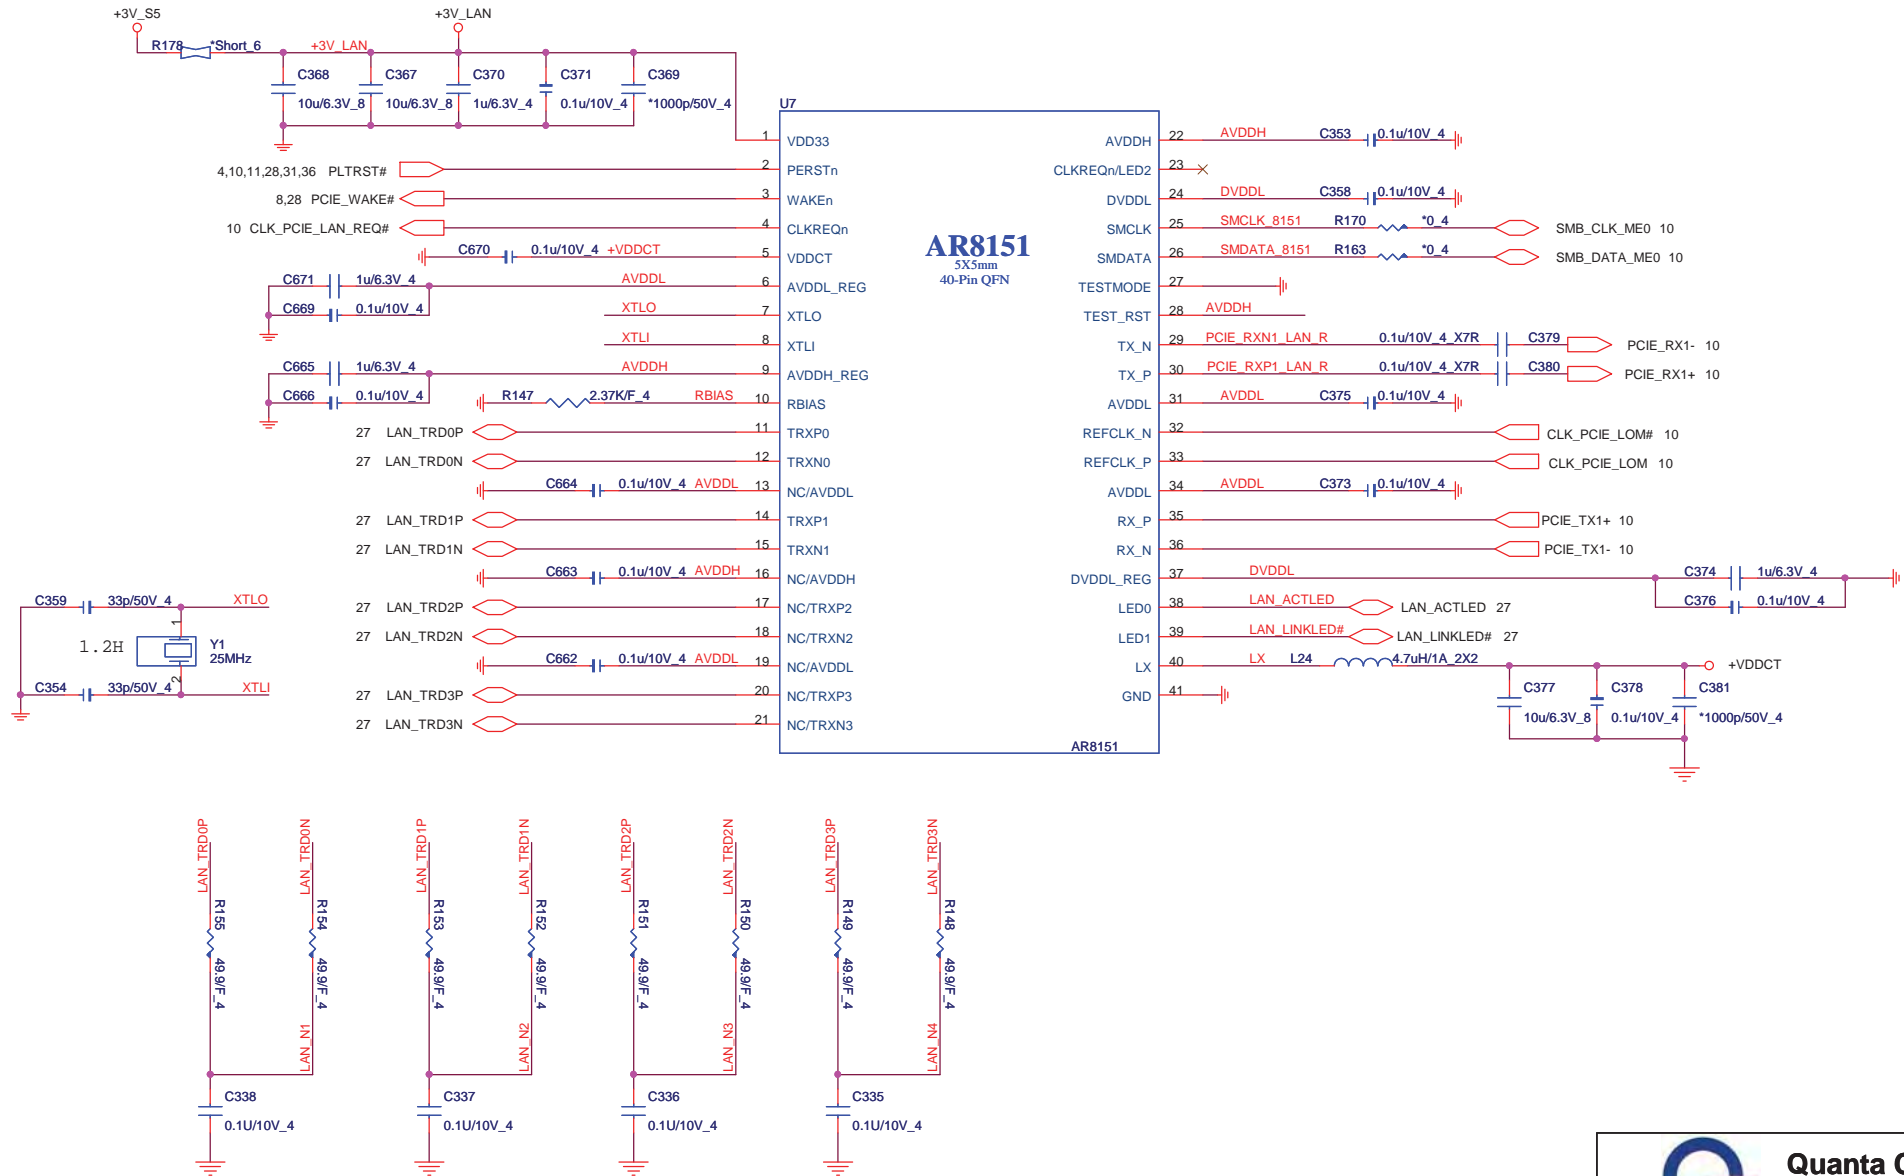 +3V_S5
+3V_LAN
R178 *Short_6 +3V_LAN
C368 C367 C370 C371 C369
10u/6.3V_8 10u/6.3V_8 1u/6.3V_4 0.1u/10V_4 *1000p/50V_4
U7
1 VDD33
4,10,11,28,31,36 PLTRST# 2 PERSTn
8,28 PCIE_WAKE# 3 WAKEn
10 CLK_PCIE_LAN_REQ# 4 CLKREQn
C670 0.1u/10V_4 +VDDCT 5 VDDCT
C671 1u/6.3V_4 AVDDL 6 AVDDL_REG
C669 0.1u/10V_4
XTLO 7 XTLO
XTLI 8 XTLI
C665 1u/6.3V_4 AVDDH 9 AVDDH_REG
C666 0.1u/10V_4
R147 2.37K/F_4 RBIAS 10 RBIAS
27 LAN_TRD0P 11 TRXP0
27 LAN_TRD0N 12 TRXN0
C664 0.1u/10V_4 AVDDL 13 NC/AVDDL
27 LAN_TRD1P 14 TRXP1
27 LAN_TRD1N 15 TRXN1
C663 0.1u/10V_4 AVDDH 16 NC/AVDDH
27 LAN_TRD2P 17 NC/TRXP2
27 LAN_TRD2N 18 NC/TRXN2
C662 0.1u/10V_4 AVDDL 19 NC/AVDDL
27 LAN_TRD3P 20 NC/TRXP3
27 LAN_TRD3N 21 NC/TRXN3
AR8151
5X5mm
40-Pin QFN
AVDDH 22 AVDDH C353 0.1u/10V_4
CLKREQn/LED2 23
DVDDL 24 DVDDL C358 0.1u/10V_4
SMCLK 25 SMCLK_8151 R170 *0_4 SMB_CLK_ME0 10
SMDATA 26 SMDATA_8151 R163 *0_4 SMB_DATA_ME0 10
TESTMODE 27
TEST_RST 28 AVDDH
TX_N 29 PCIE_RXN1_LAN_R 0.1u/10V_4_X7R C379 PCIE_RX1- 10
TX_P 30 PCIE_RXP1_LAN_R 0.1u/10V_4_X7R C380 PCIE_RX1+ 10
AVDDL 31 AVDDL C375 0.1u/10V_4
REFCLK_N 32 CLK_PCIE_LOM# 10
REFCLK_P 33 CLK_PCIE_LOM 10
AVDDL 34 AVDDL C373 0.1u/10V_4
RX_P 35 PCIE_TX1+ 10
RX_N 36 PCIE_TX1- 10
DVDDL_REG 37 DVDDL C374 1u/6.3V_4
C376 0.1u/10V_4
LED0 38 LAN_ACTLED LAN_ACTLED 27
LED1 39 LAN_LINKLED# LAN_LINKLED# 27
LX 40 LX L24 4.7uH/1A_2X2 +VDDCT
GND 41
C377 C378 C381
10u/6.3V_8 0.1u/10V_4 *1000p/50V_4
AR8151
C359 33p/50V_4 XTLO
1
1.2H Y1
25MHz
2
C354 33p/50V_4 XTLI
LAN_TRD0P LAN_TRD0N LAN_TRD1P LAN_TRD1N LAN_TRD2P LAN_TRD2N LAN_TRD3P LAN_TRD3N
R155 R154 R153 R152 R151 R150 R149 R148
49.9/F_4 49.9/F_4 49.9/F_4 49.9/F_4 49.9/F_4 49.9/F_4 49.9/F_4 49.9/F_4
LAN_N1 LAN_N2 LAN_N3 LAN_N4
C338 C337 C336 C335
0.1U/10V_4 0.1U/10V_4 0.1U/10V_4 0.1U/10V_4
Quanta